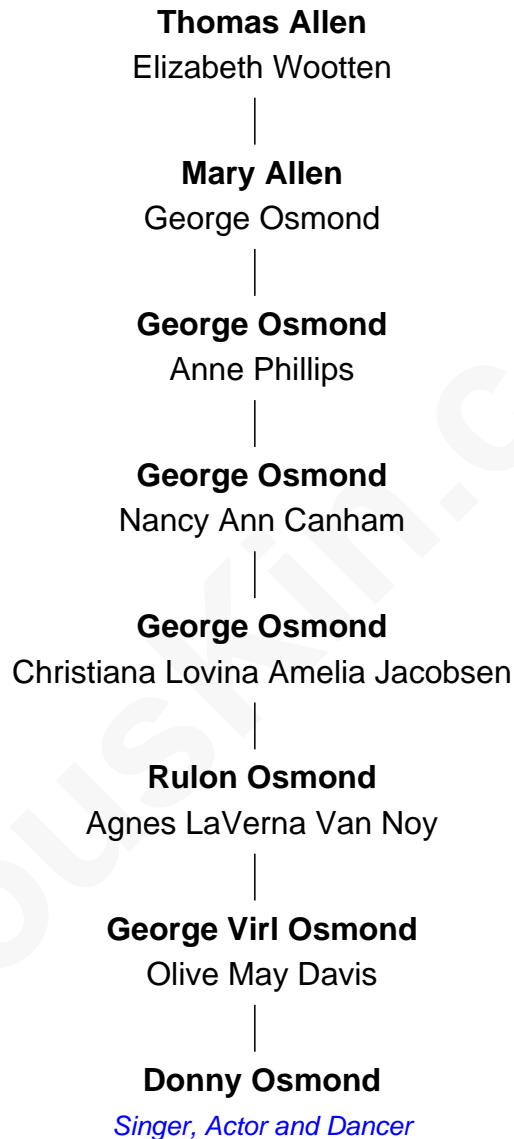 Thomas Allen
Elizabeth Wootten
Mary Allen
George Osmond
George Osmond
Anne Phillips
George Osmond
Nancy Ann Canham
George Osmond
Christiana Lovina Amelia Jacobsen
Rulon Osmond
Agnes LaVerna Van Noy
George Virl Osmond
Olive May Davis
Donny Osmond
Singer, Actor and Dancer